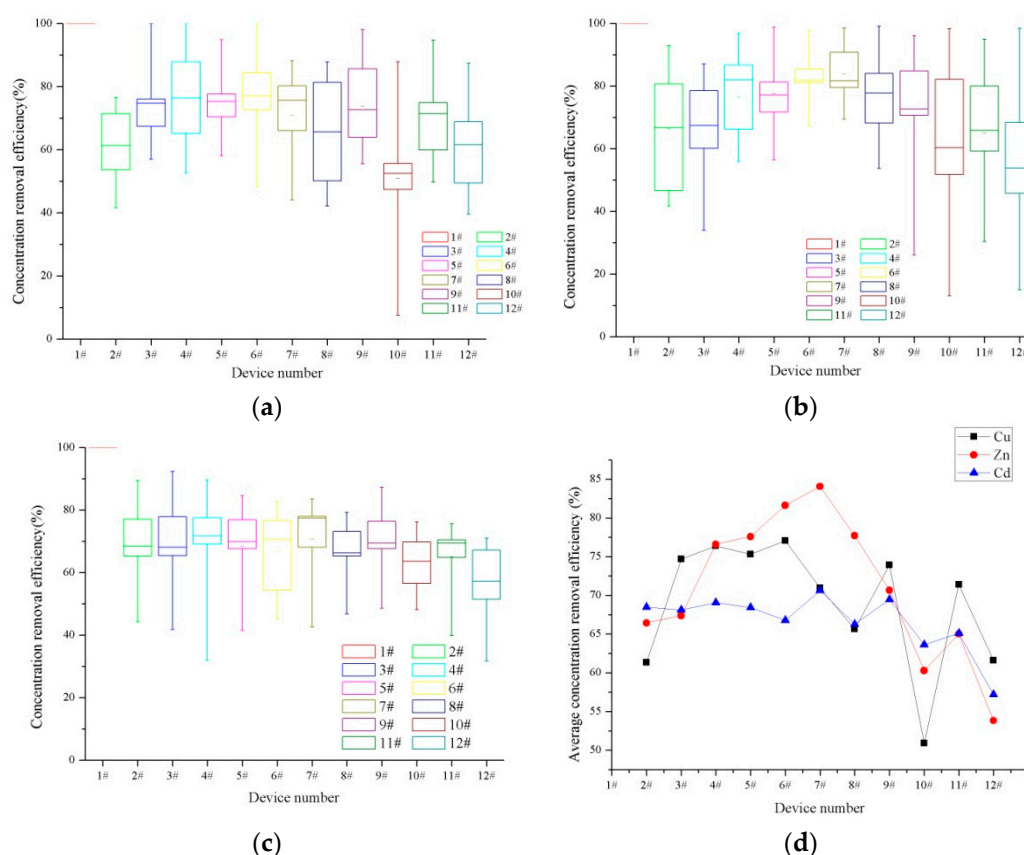 Concentration removal efficiency(%)
100
80
60
40
20
0
1# 2#
3# 4#
5# 6#
7# 8#
9# 10#
11# 12#
1# 2# 3# 4# 5# 6# 7# 8# 9# 10# 11# 12#
Device number
(a)
Concentration removal efficiency (%)
100
80
60
40
20
0
1# 2#
3# 4#
5# 6#
7# 8#
9# 10#
11# 12#
1# 2# 3# 4# 5# 6# 7# 8# 9# 10# 11# 12#
Device number
(b)
Concentration removal efficiency(%)
100
80
60
40
20
0
1# 2#
3# 4#
5# 6#
7# 8#
9# 10#
11# 12#
1# 2# 3# 4# 5# 6# 7# 8# 9# 10# 11# 12#
Device number
(c)
Cu
Zn
Cd
Average concentration removal efficiency (%)
85
80
75
70
65
60
55
50
1# 2# 3# 4# 5# 6# 7# 8# 9# 10# 11# 12#
Device number
(d)